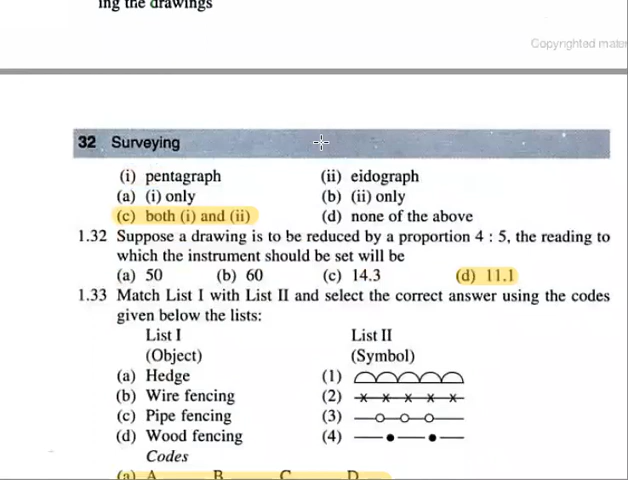 ing the drawings
Copyrighted mater
32 Surveying
(i) pentagraph (ii) eidograph
(a) (i) only (b) (ii) only
(c) both (i) and (ii) (d) none of the above
1.32 Suppose a drawing is to be reduced by a proportion 4 : 5, the reading to
which the instrument should be set will be
(a) 50 (b) 60 (c) 14.3 (d) 11.1
1.33 Match List I with List II and select the correct answer using the codes
given below the lists:
List I List II
(Object) (Symbol)
(a) Hedge (1)
(b) Wire fencing (2)
(c) Pipe fencing (3)
(d) Wood fencing (4)
Codes
(a) A B C D